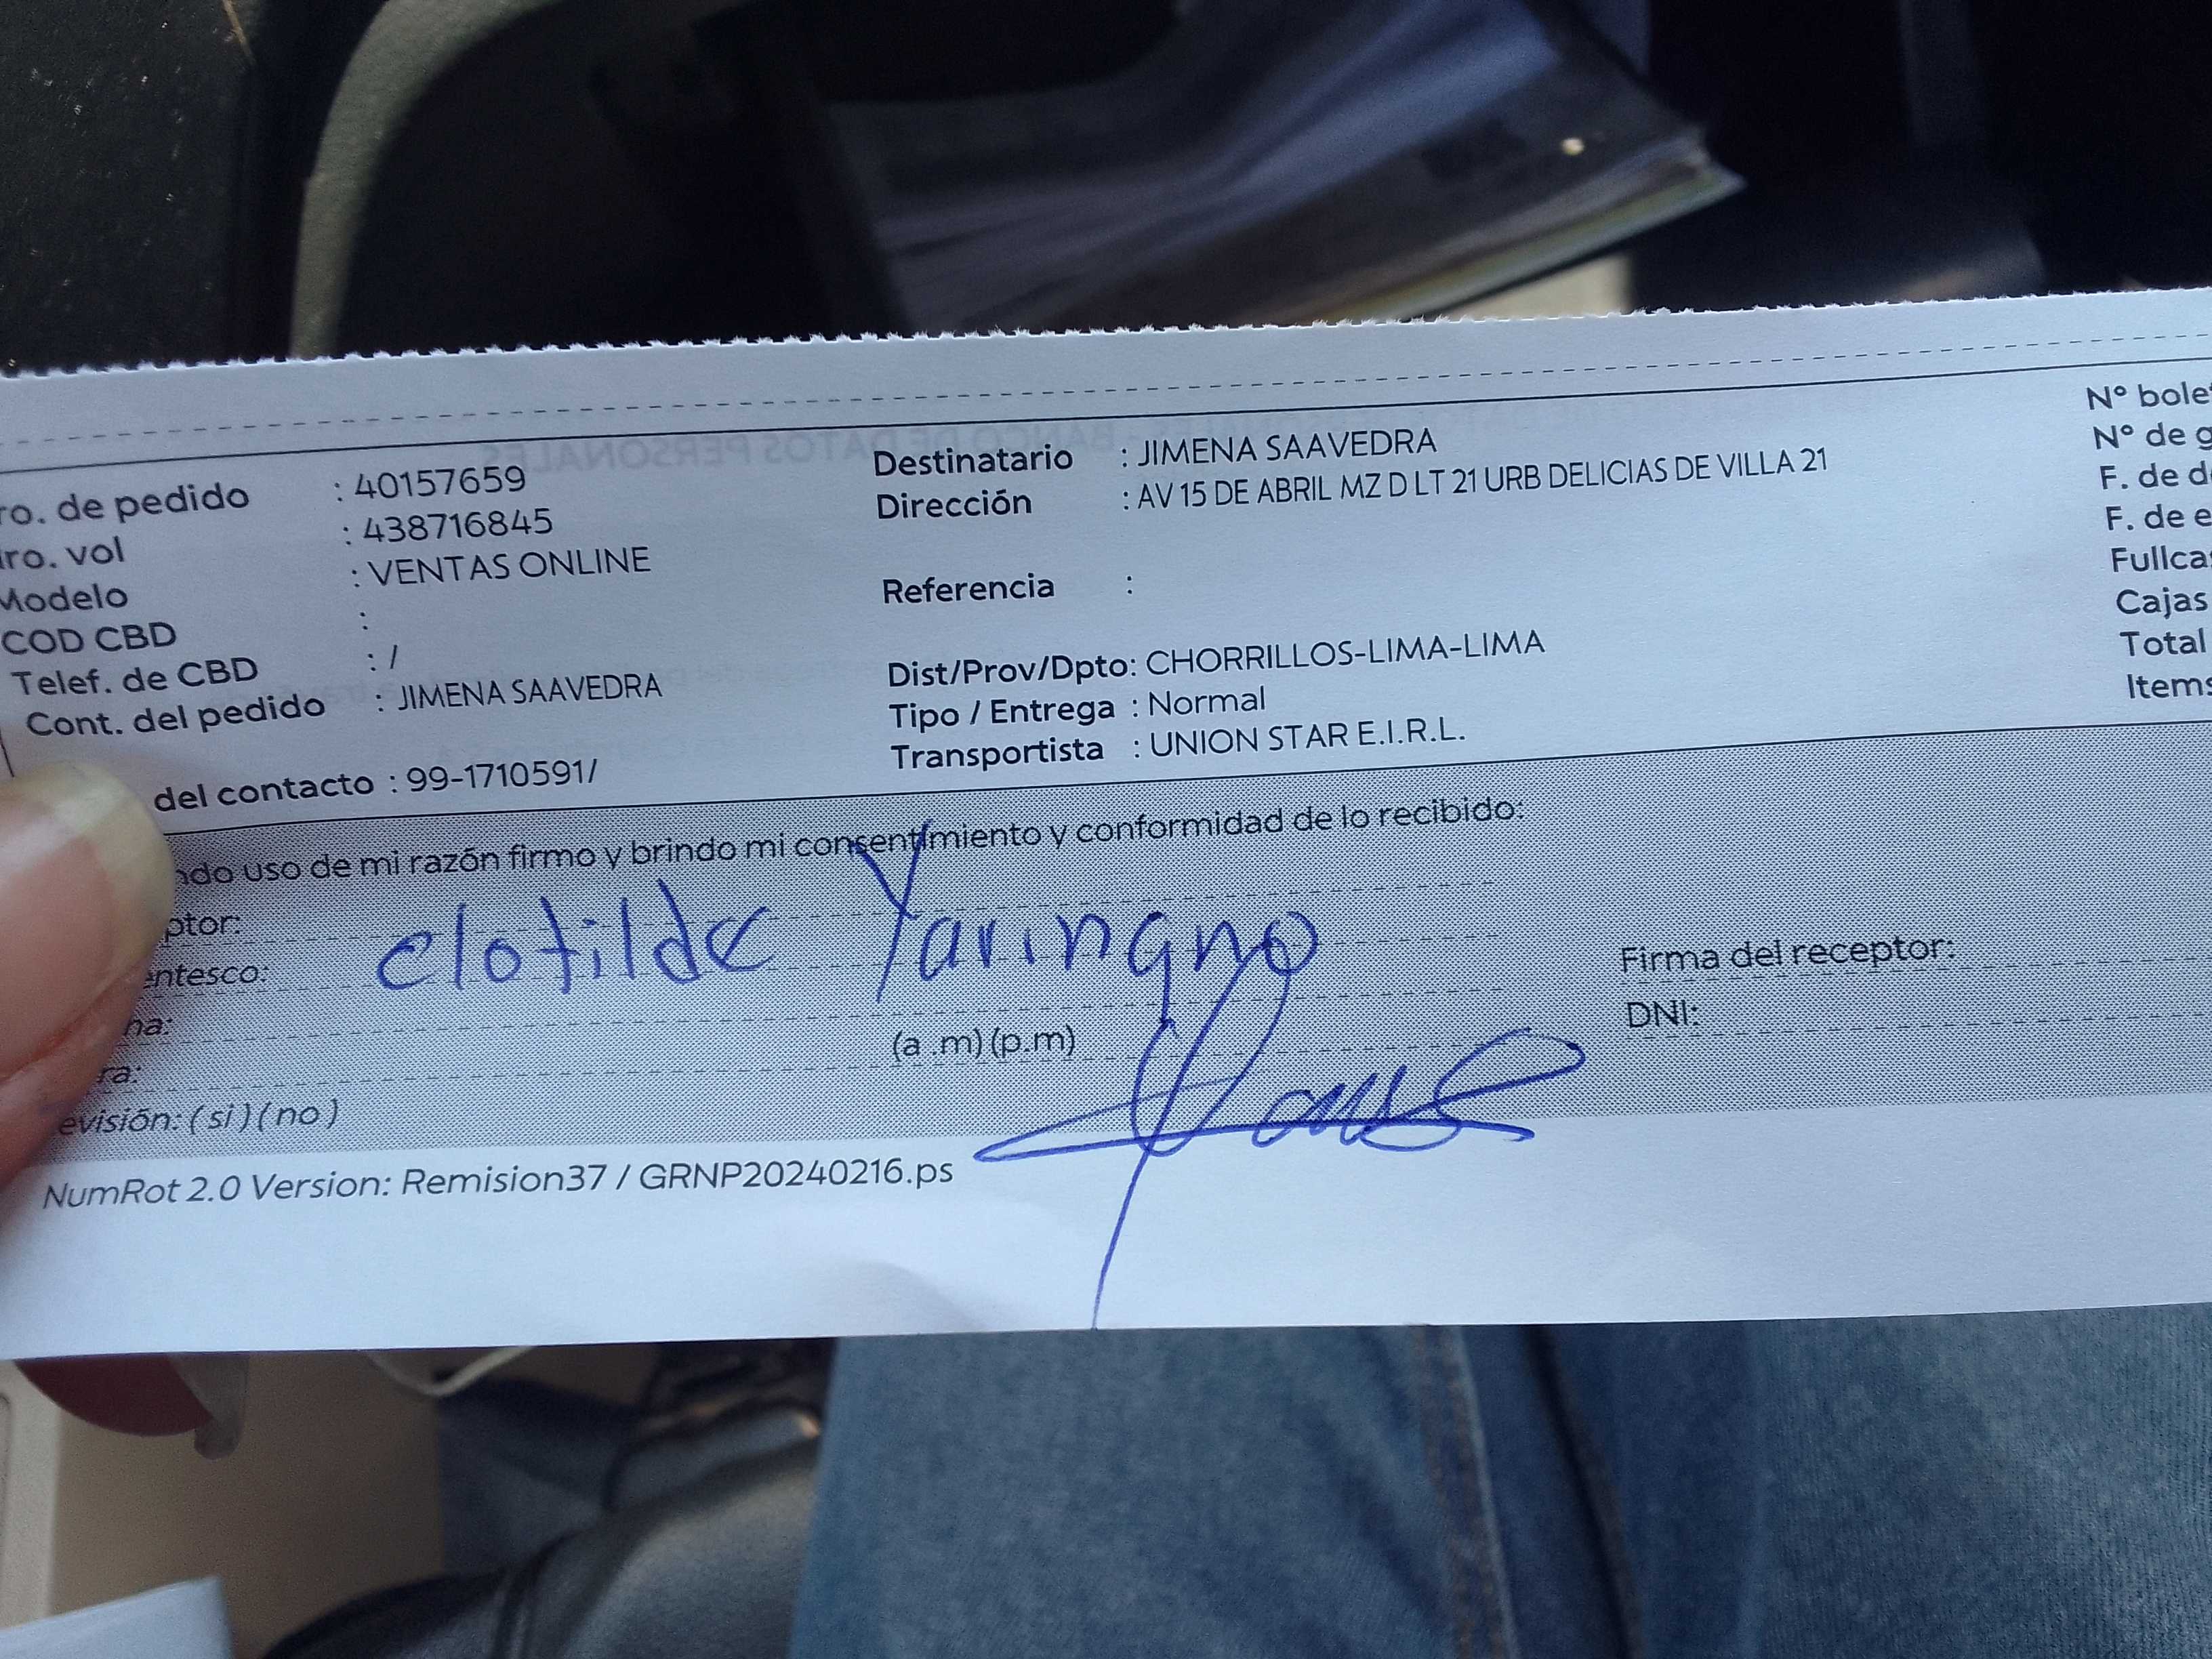 ro. de pedido : 40157659
ro. vol : 438716845
Modelo : VENTAS ONLINE
COD CBD :
Telef. de CBD : /
Cont. del pedido : JIMENA SAAVEDRA
del contacto : 99-1710591/
Destinatario : JIMENA SAAVEDRA
Dirección : AV 15 DE ABRIL MZ D LT 21 URB DELICIAS DE VILLA 21
Referencia :
Dist/Prov/Dpto: CHORRILLOS-LIMA-LIMA
Tipo / Entrega : Normal
Transportista : UNION STAR E.I.R.L.
N° bole
N° de g
F. de d
F. de e
Fullca
Cajas
Total
Items
ndo uso de mi razón firmo y brindo mi consentimiento y conformidad de lo recibido:
ptor:
entesco:
clotilde Yaringno
ha:
ra: (a .m) (p.m)
evisión: ( si ) ( no )
Firma del receptor:
DNI:
NumRot 2.0 Version: Remision37 / GRNP20240216.ps